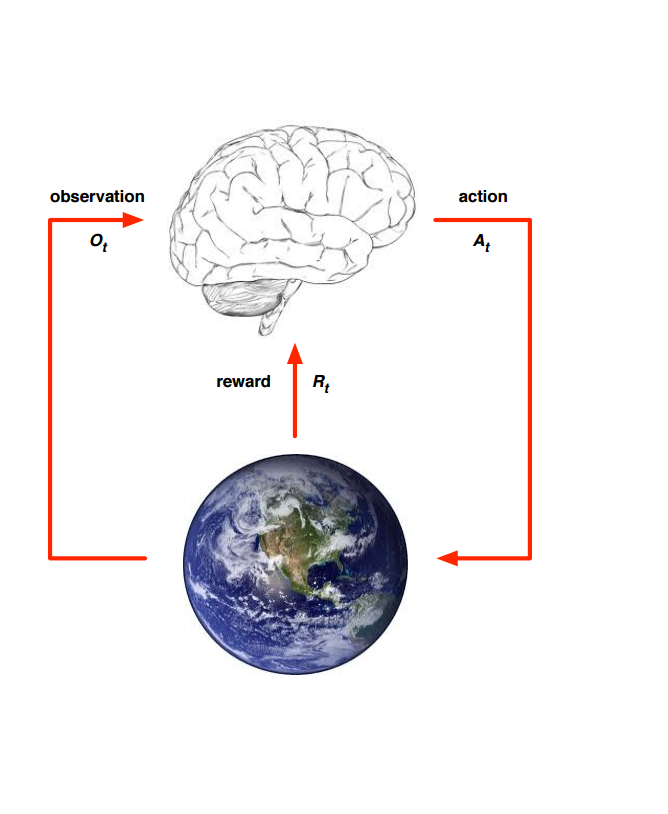 observation
O_t
action
A_t
reward
R_t